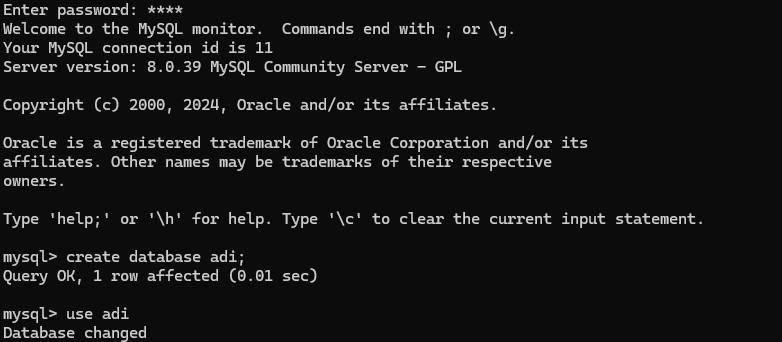 Enter password: ****
Welcome to the MySQL monitor.  Commands end with ; or \g.
Your MySQL connection id is 11
Server version: 8.0.39 MySQL Community Server - GPL
Copyright (c) 2000, 2024, Oracle and/or its affiliates.
Oracle is a registered trademark of Oracle Corporation and/or its
affiliates. Other names may be trademarks of their respective
owners.
Type 'help;' or '\h' for help. Type '\c' to clear the current input statement.
mysql> create database adi;
Query OK, 1 row affected (0.01 sec)
mysql> use adi
Database changed